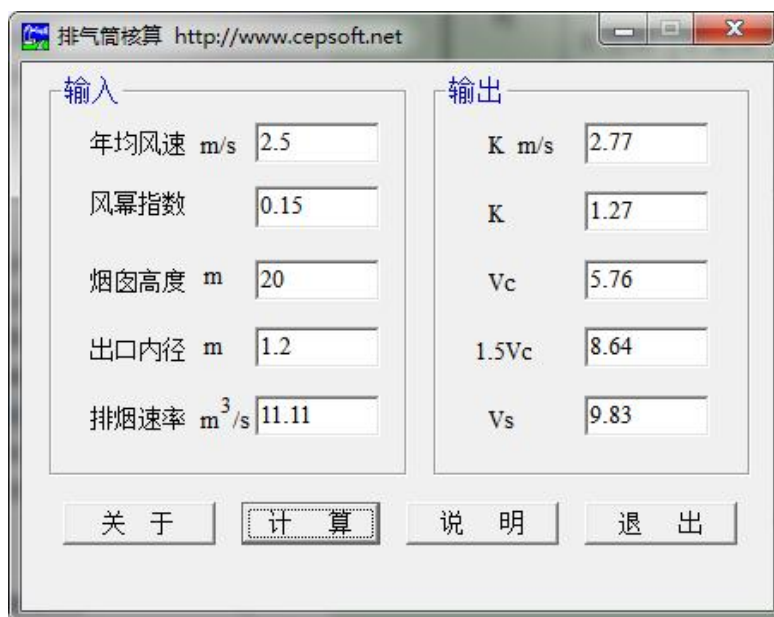 排气筒核算 http://www.cepsoft.net
输入
年均风速 m/s 2.5
风幂指数 0.15
烟囱高度 m 20
出口内径 m 1.2
排烟速率 m³/s 11.11
输出
K m/s 2.77
K 1.27
Vc 5.76
1.5Vc 8.64
Vs 9.83
关 于 计 算 说 明 退 出